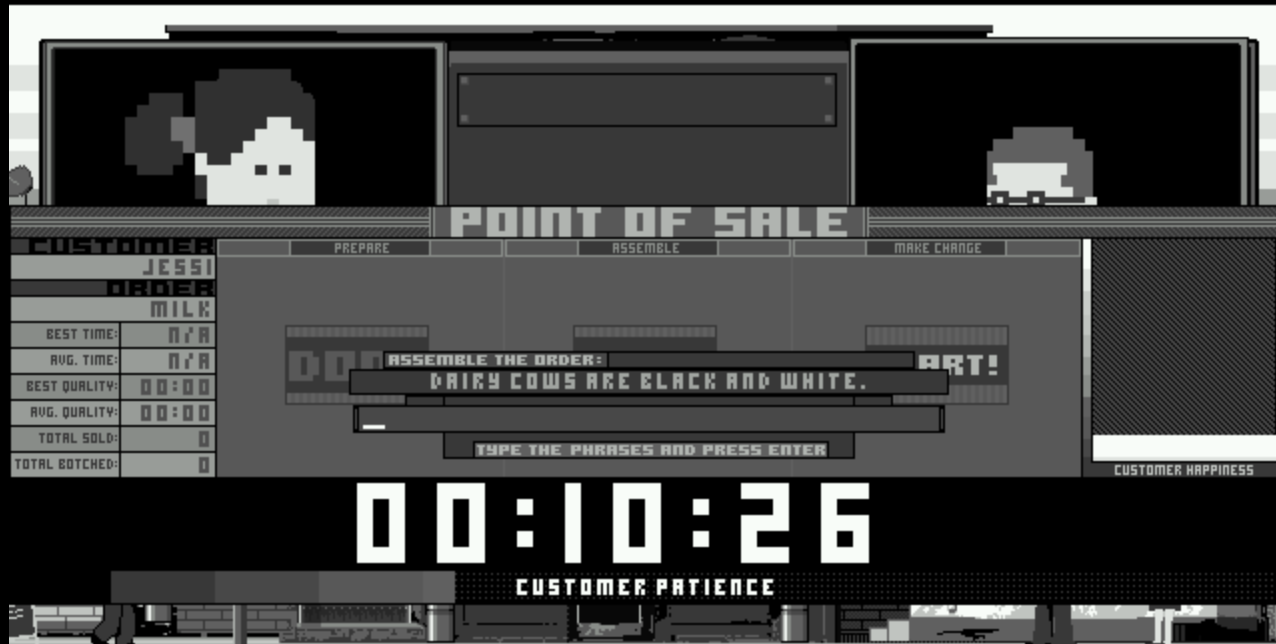 POINT OF SALE
CUSTOMER
JESSI
ORDER
MILK
BEST TIME: N/A
AVG. TIME: N/A
BEST QUALITY: 00:00
AVG. QUALITY: 00:00
TOTAL SOLD: 0
TOTAL BOTCHED: 0
PREPARE
ASSEMBLE
MAKE CHANGE
ART!
ASSEMBLE THE ORDER:
DAIRY COWS ARE BLACK AND WHITE.
TYPE THE PHRASES AND PRESS ENTER
CUSTOMER HAPPINESS
00:10:26
CUSTOMER PATIENCE